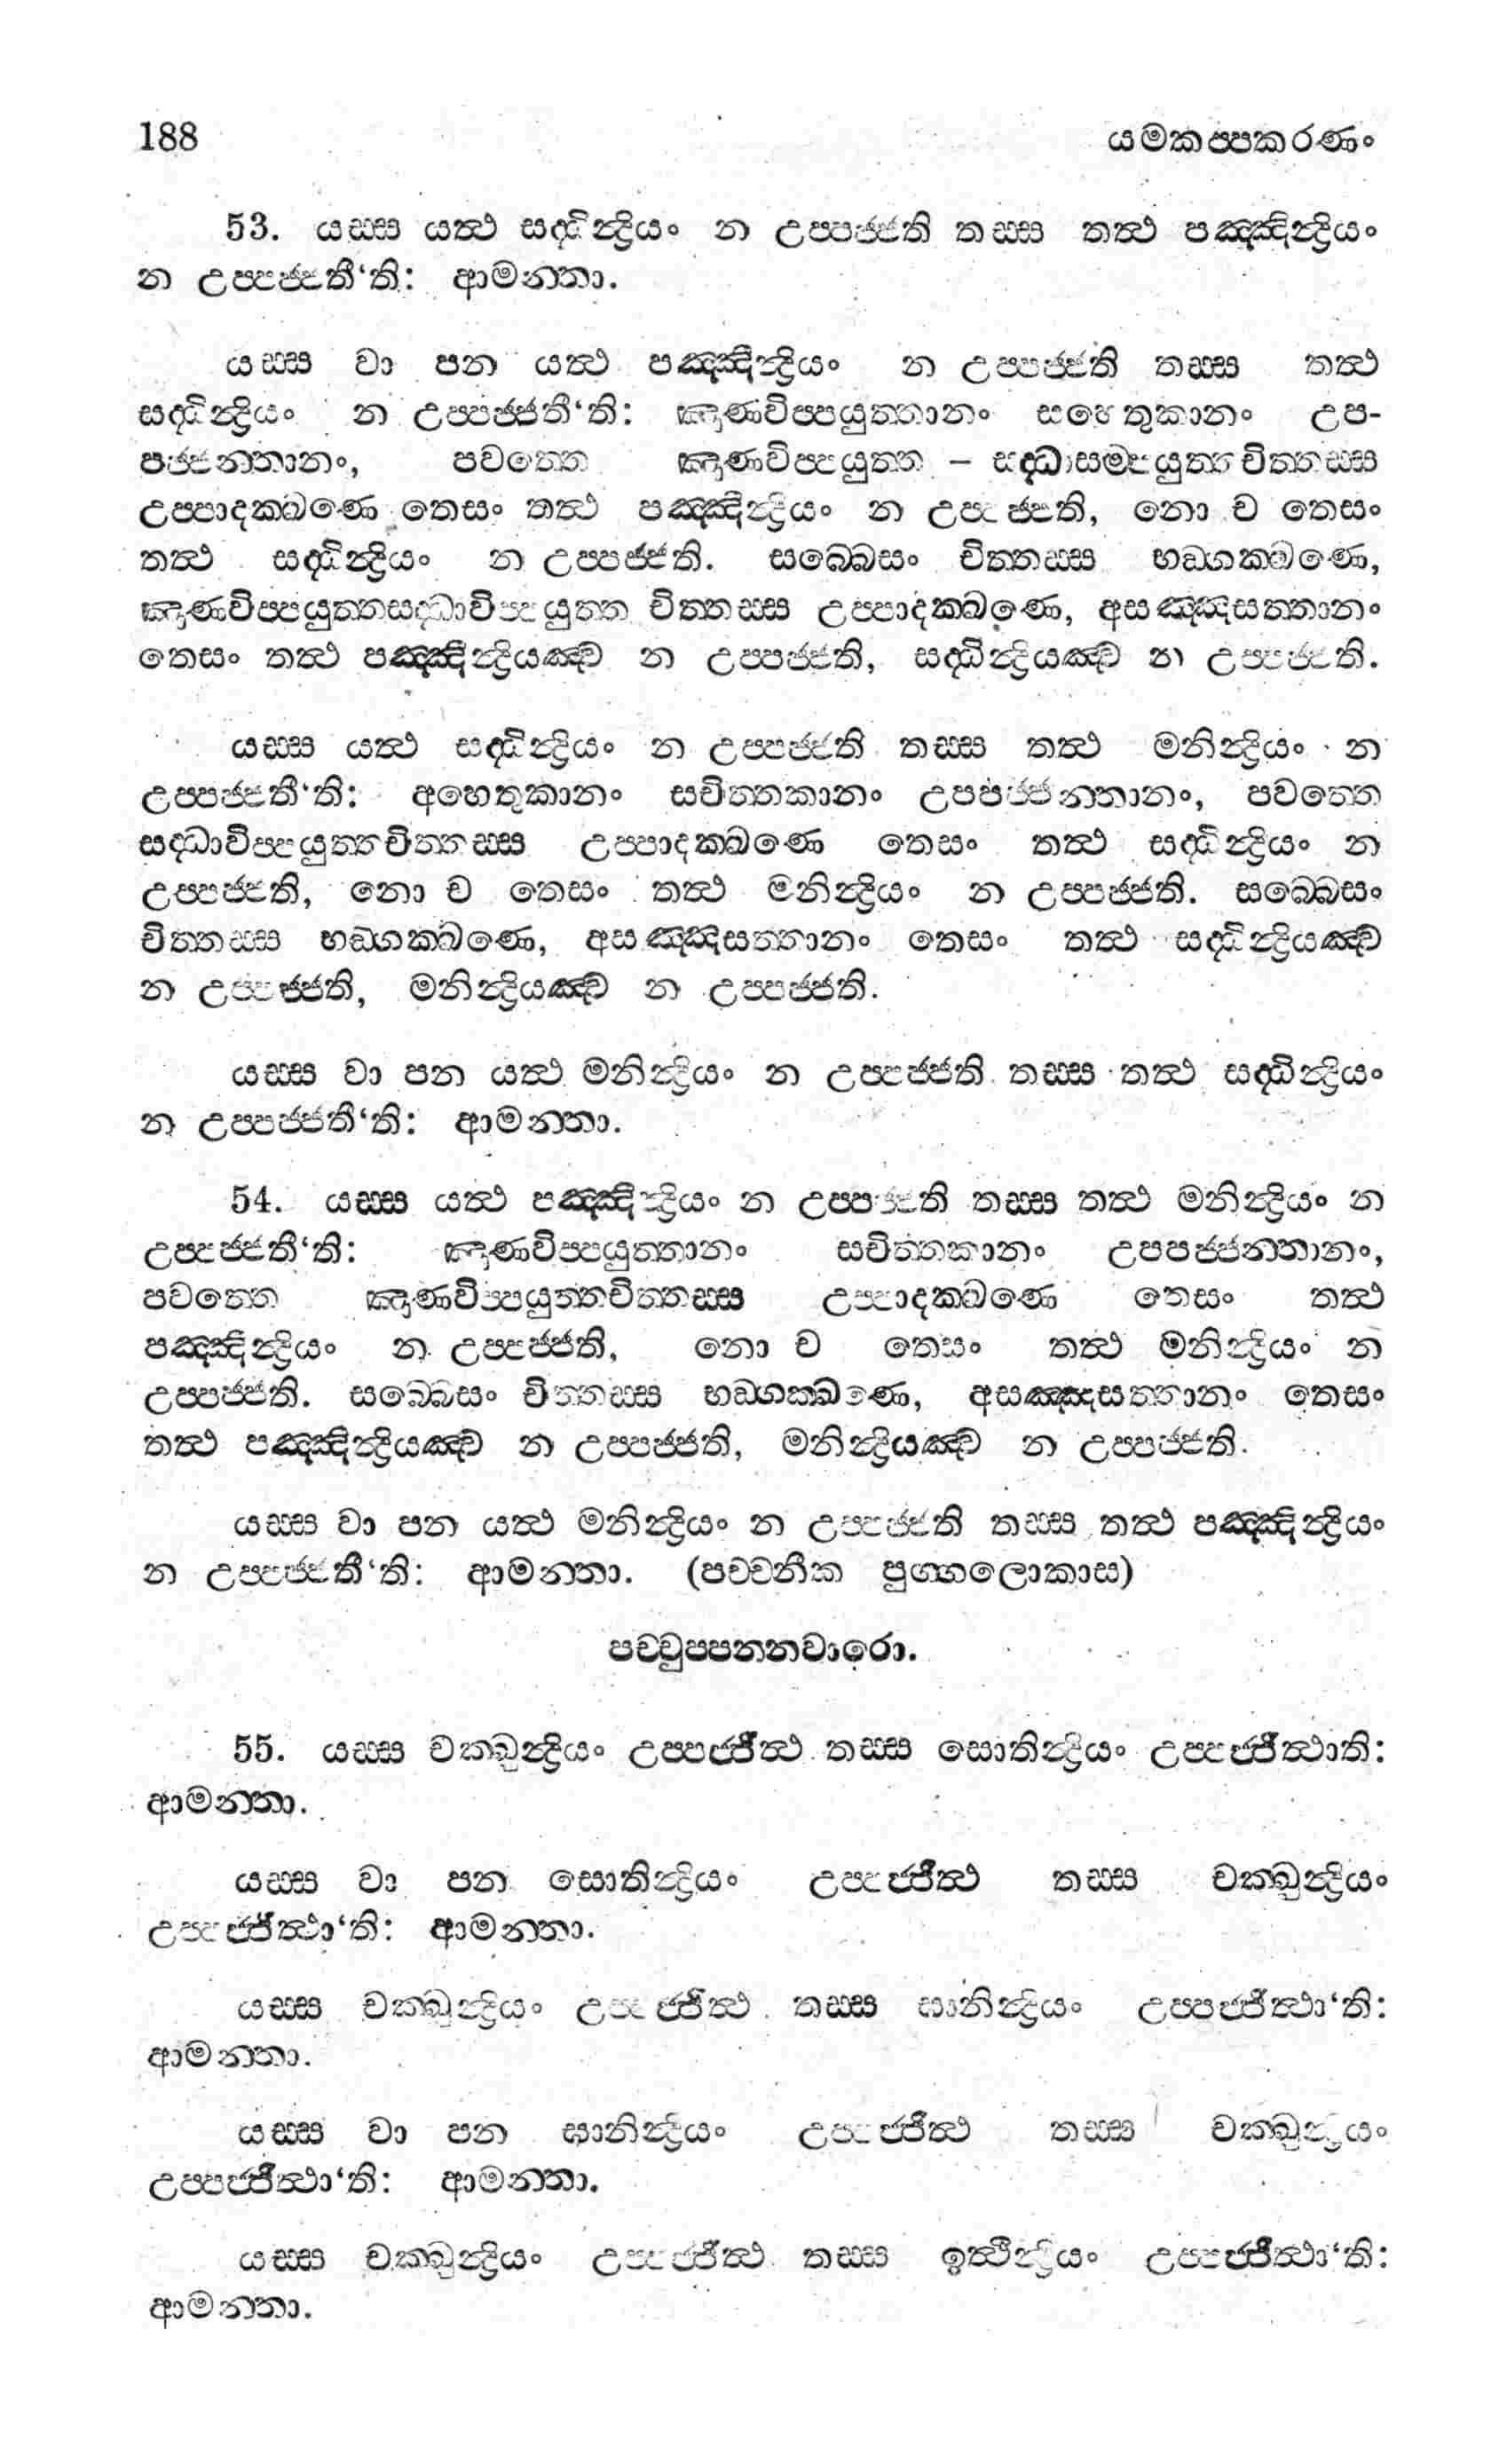 188 යමකප්පකරණං
53. යස්ස යත්ථ සද්ධින්ද්‍රියං න උප්පජ්ජති තස්ස තත්ථ පඤ්ඤින්ද්‍රියං
න උප්පජ්ජතී‘ති: ආමන්තා.
යස්ස වා පන යත්ථ පඤ්ඤින්ද්‍රියං න උප්පජ්ජති තස්ස තත්ථ
සද්ධින්ද්‍රියං න උප්පජ්ජතී‘ති: ඤාණවිප්පයුත්තානං සහෙතුකානං උප-
පජ්ජන්තානං, පවත්තෙ ඤාණවිප්පයුත්ත – සද්ධාසම්පයුත්තචිත්තස්ස
උප්පාදක්ඛණෙ තෙසං තත්ථ පඤ්ඤින්ද්‍රියං න උප්පජ්ජති, නො ච තෙසං
තත්ථ සද්ධින්ද්‍රියං න උප්පජ්ජති. සබ්බෙසං චිත්තස්ස භඞ්ගක්ඛණෙ,
ඤාණවිප්පයුත්තසද්ධාවිප්පයුත්ත චිත්තස්ස උප්පාදක්ඛණෙ, අසඤ්ඤසත්තානං
තෙසං තත්ථ පඤ්ඤින්ද්‍රියඤ්ච න උප්පජ්ජති, සද්ධින්ද්‍රියඤ්ච න උප්පජ්ජති.
යස්ස යත්ථ සද්ධින්ද්‍රියං න උප්පජ්ජති තස්ස තත්ථ මනින්ද්‍රියං න
උප්පජ්ජතී‘ති: අහෙතුකානං සචිත්තකානං උපපජ්ජන්තානං, පවත්තෙ
සද්ධාවිප්පයුත්තචිත්තස්ස උප්පාදක්ඛණෙ තෙසං තත්ථ සද්ධින්ද්‍රියං න
උප්පජ්ජති, නො ච තෙසං තත්ථ මනින්ද්‍රියං න උප්පජ්ජති. සබ්බෙසං
චිත්තස්ස භඞ්ගක්ඛණෙ, අසඤ්ඤසත්තානං තෙසං තත්ථ සද්ධින්ද්‍රියඤ්ච
න උප්පජ්ජති, මනින්ද්‍රියඤ්ච න උප්පජ්ජති.
යස්ස වා පන යත්ථ මනින්ද්‍රියං න උප්පජ්ජති තස්ස තත්ථ සද්ධින්ද්‍රියං
න උප්පජ්ජතී‘ති: ආමන්තා.
54. යස්ස යත්ථ පඤ්ඤින්ද්‍රියං න උප්පජ්ජති තස්ස තත්ථ මනින්ද්‍රියං න
උප්පජ්ජතී‘ති: ඤාණවිප්පයුත්තානං සචිත්තකානං උපපජ්ජන්තානං,
පවත්තෙ ඤාණවිප්පයුත්තචිත්තස්ස උප්පාදක්ඛණෙ තෙසං තත්ථ
පඤ්ඤින්ද්‍රියං න උප්පජ්ජති, නො ච තෙසං තත්ථ මනින්ද්‍රියං න
උප්පජ්ජති. සබ්බෙසං චිත්තස්ස භඞ්ගක්ඛණෙ, අසඤ්ඤසත්තානං තෙසං
තත්ථ පඤ්ඤින්ද්‍රියඤ්ච න උප්පජ්ජති, මනින්ද්‍රියඤ්ච න උප්පජ්ජති.
යස්ස වා පන යත්ථ මනින්ද්‍රියං න උප්පජ්ජති තස්ස තත්ථ පඤ්ඤින්ද්‍රියං
න උප්පජ්ජතී‘ති: ආමන්තා. (පච්චනීක පුග්ගලොකාස)
පච්චුප්පන්නවාරො.
55. යස්ස චක්ඛුන්ද්‍රියං උප්පජ්ජිත්ථ තස්ස සොතින්ද්‍රියං උප්පජ්ජිත්ථාති:
ආමන්තා.
යස්ස වා පන සොතින්ද්‍රියං උප්පජ්ජිත්ථ තස්ස චක්ඛුන්ද්‍රියං
උප්පජ්ජිත්ථා‘ති: ආමන්තා.
යස්ස චක්ඛුන්ද්‍රියං උප්පජ්ජිත්ථ තස්ස ඝානින්ද්‍රියං උප්පජ්ජිත්ථා‘ති:
ආමන්තා.
යස්ස වා පන ඝානින්ද්‍රියං උප්පජ්ජිත්ථ තස්ස චක්ඛුන්ද්‍රියං
උප්පජ්ජිත්ථා‘ති: ආමන්තා.
යස්ස චක්ඛුන්ද්‍රියං උප්පජ්ජිත්ථ තස්ස ඉත්ථින්ද්‍රියං උප්පජ්ජිත්ථා‘ති:
ආමන්තා.